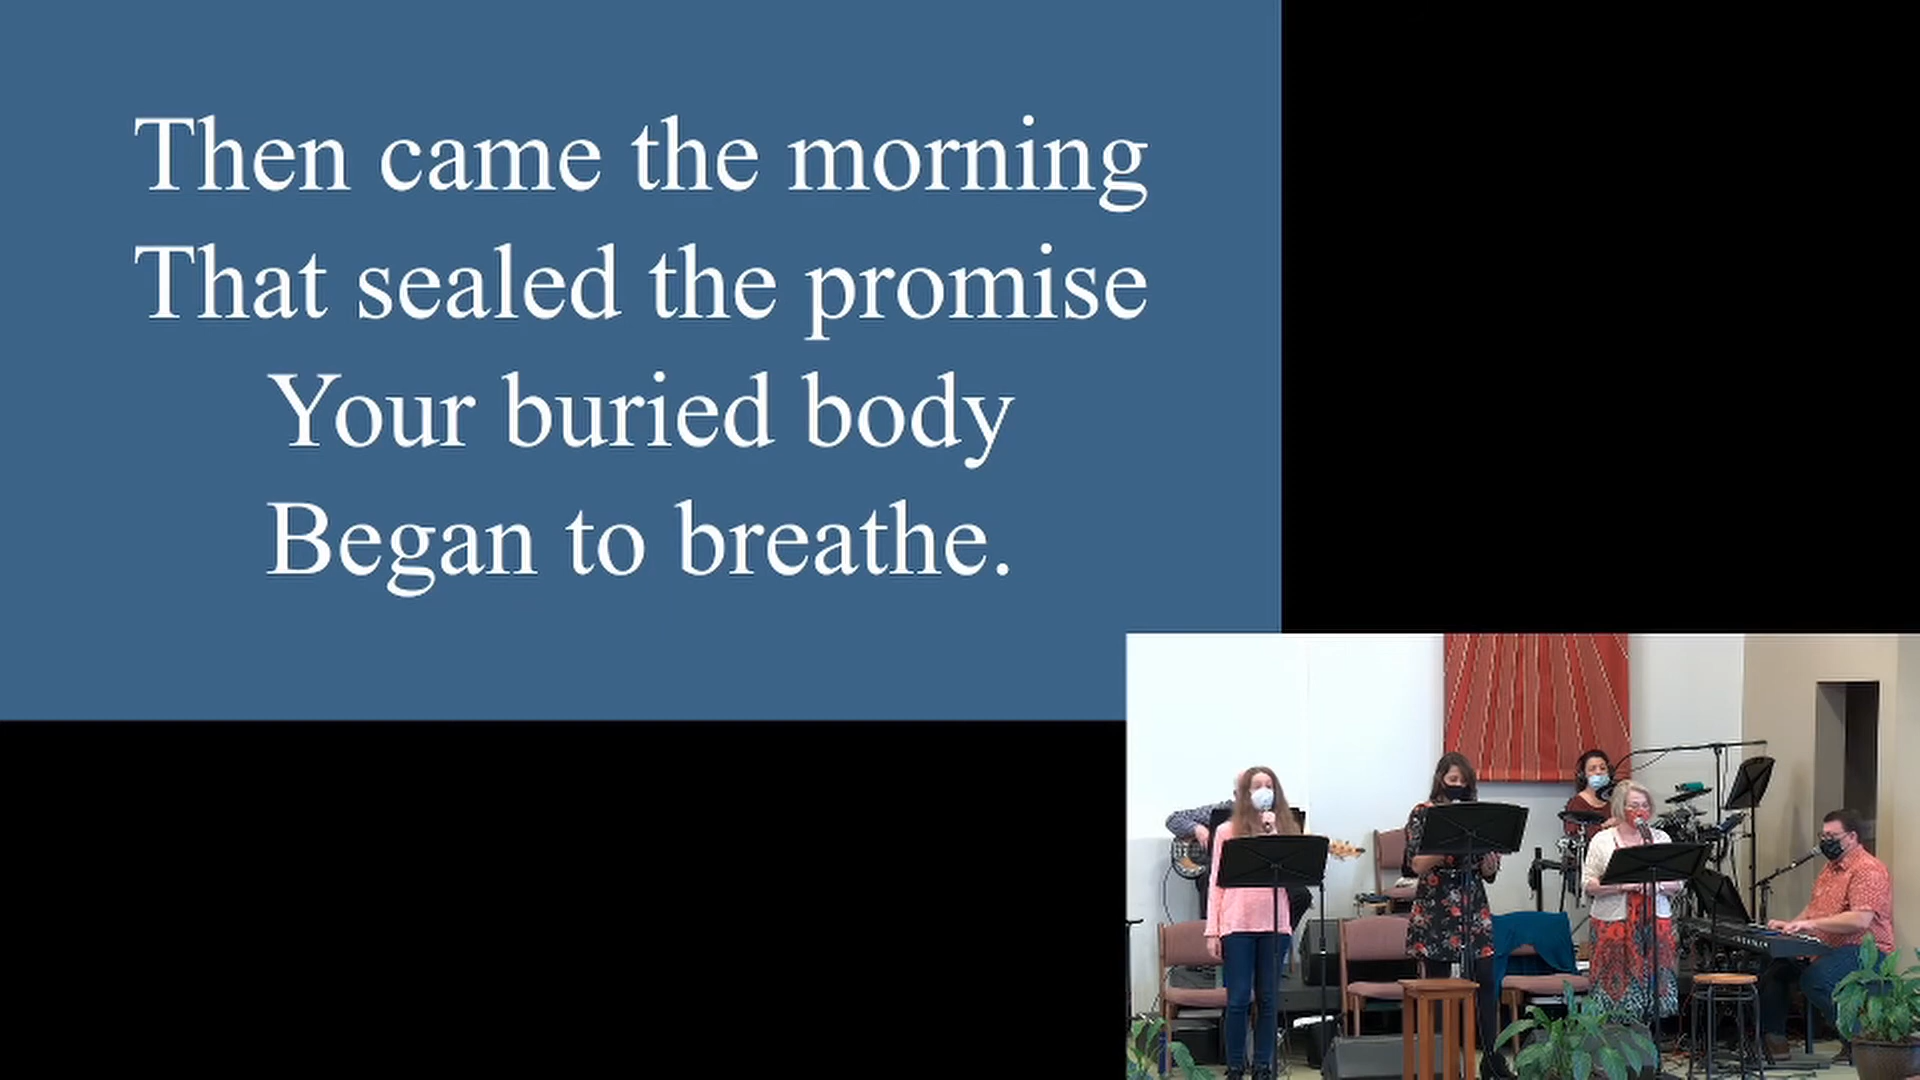 Then came the morning
That sealed the promise
Your buried body
Began to breathe.